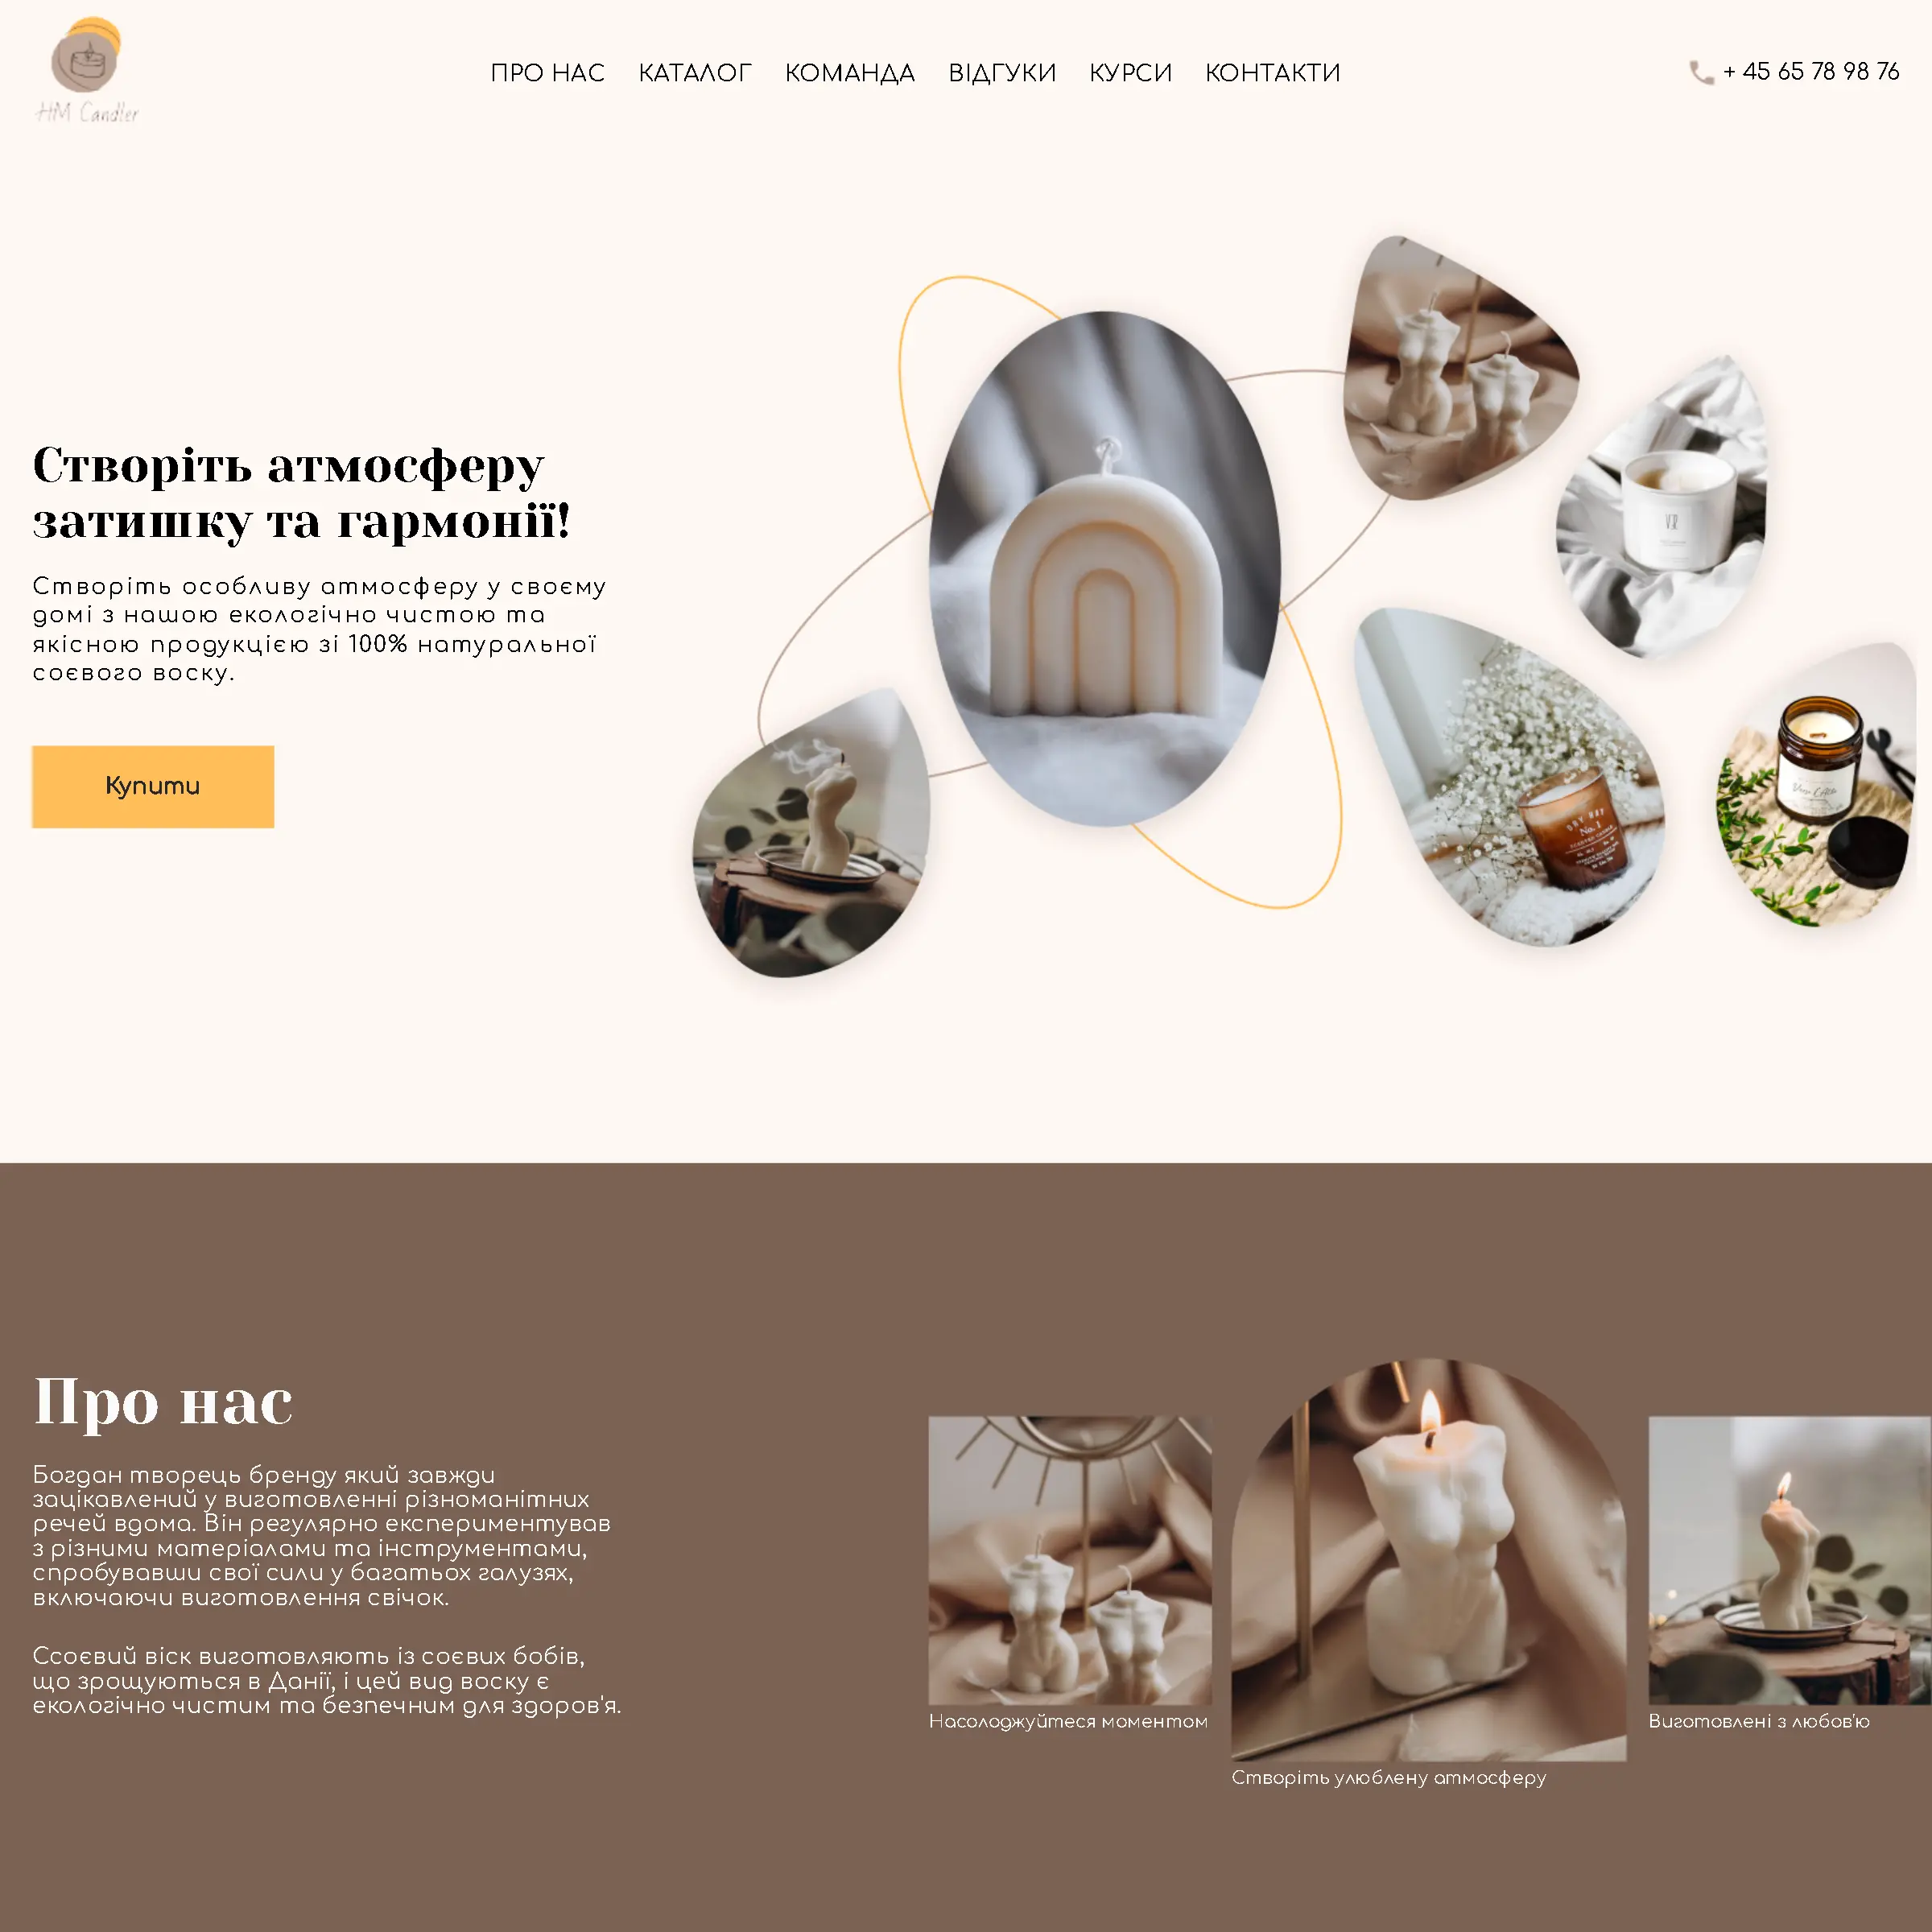 HM Candler
ПРО НАС КАТАЛОГ КОМАНДА ВІДГУКИ КУРСИ КОНТАКТИ
+ 45 65 78 98 76
Створіть атмосферу
затишку та гармонії!
Створіть особливу атмосферу у своєму
домі з нашою екологічно чистою та
якісною продукцією зі 100% натуральної
соєвого воску.
Купити
DRY WAY
No. 1
Про нас
Богдан творець бренду який завжди
зацікавлений у виготовленні різноманітних
речей вдома. Він регулярно експериментував
з різними матеріалами та інструментами,
спробувавши свої сили у багатьох галузях,
включаючи виготовлення свічок.
Ссоєвий віск виготовляють із соєвих бобів,
що зрощуються в Данії, і цей вид воску є
екологічно чистим та безпечним для здоров'я.
Насолоджуйтеся моментом
Створіть улюблену атмосферу
Виготовлені з любов'ю